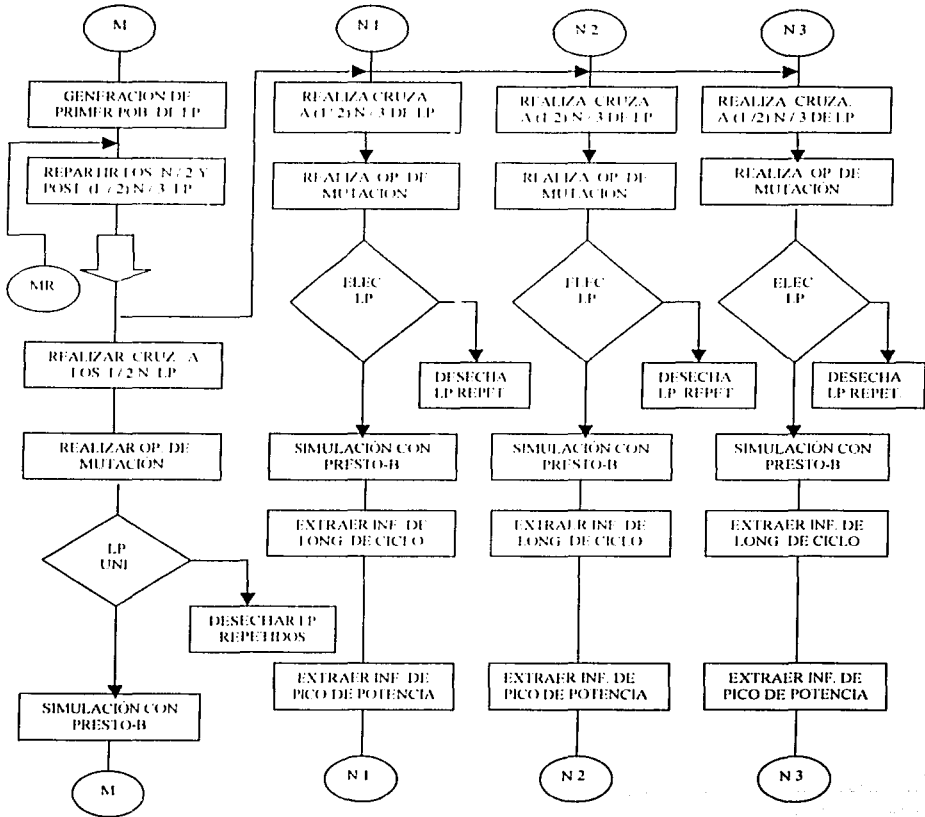 M
GENERACION DE
PRIMER POB. DE LP
REPARTIR LOS N / 2 Y
POST. (1 / 2) N / 3 LP
MR
REALIZAR CRUZ. A
LOS 1 / 2 N LP
REALIZAR OP. DE
MUTACIÓN
LP
UNI
DESECHAR LP
REPETIDOS
SIMULACIÓN CON
PRESTO-B
M
N 1
REALIZA CRUZA
A (1/ 2) N / 3 DE LP
REALIZA OP. DE
MUTACION
ELEC
LP
DESECHA
LP REPET
SIMULACIÓN CON
PRESTO-B
EXTRAER INF. DE
LONG. DE CICLO
EXTRAER INF. DE
PICO DE POTENCIA
N 1
N 2
REALIZA CRUZA
A (1/ 2) N / 3 DE LP
REALIZA OP. DE
MUTACION
ELEC
LP
DESECHA
LP REPET
SIMULACIÓN CON
PRESTO-B
EXTRAER INF. DE
LONG. DE CICLO
EXTRAER INF. DE
PICO DE POTENCIA
N 2
N 3
REALIZA CRUZA.
A (1 /2) N / 3 DE LP
REALIZA OP. DE
MUTACIÓN
ELEC
LP
DESECHA
LP REPET.
SIMULACIÓN CON
PRESTO-B
EXTRAER INF. DE
LONG. DE CICLO
EXTRAER INF. DE
PICO DE POTENCIA
N 3